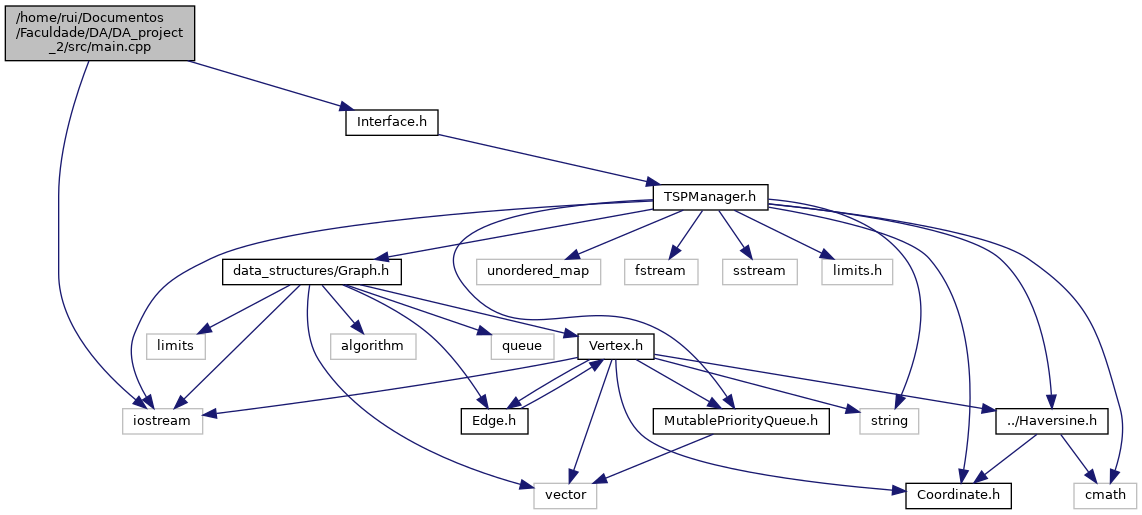 /home/rui/Documentos
/Faculdade/DA/DA_project
_2/src/main.cpp
Interface.h
TSPManager.h
data_structures/Graph.h
unordered_map
fstream
sstream
limits.h
limits
algorithm
queue
Vertex.h
iostream
Edge.h
MutablePriorityQueue.h
string
../Haversine.h
vector
Coordinate.h
cmath